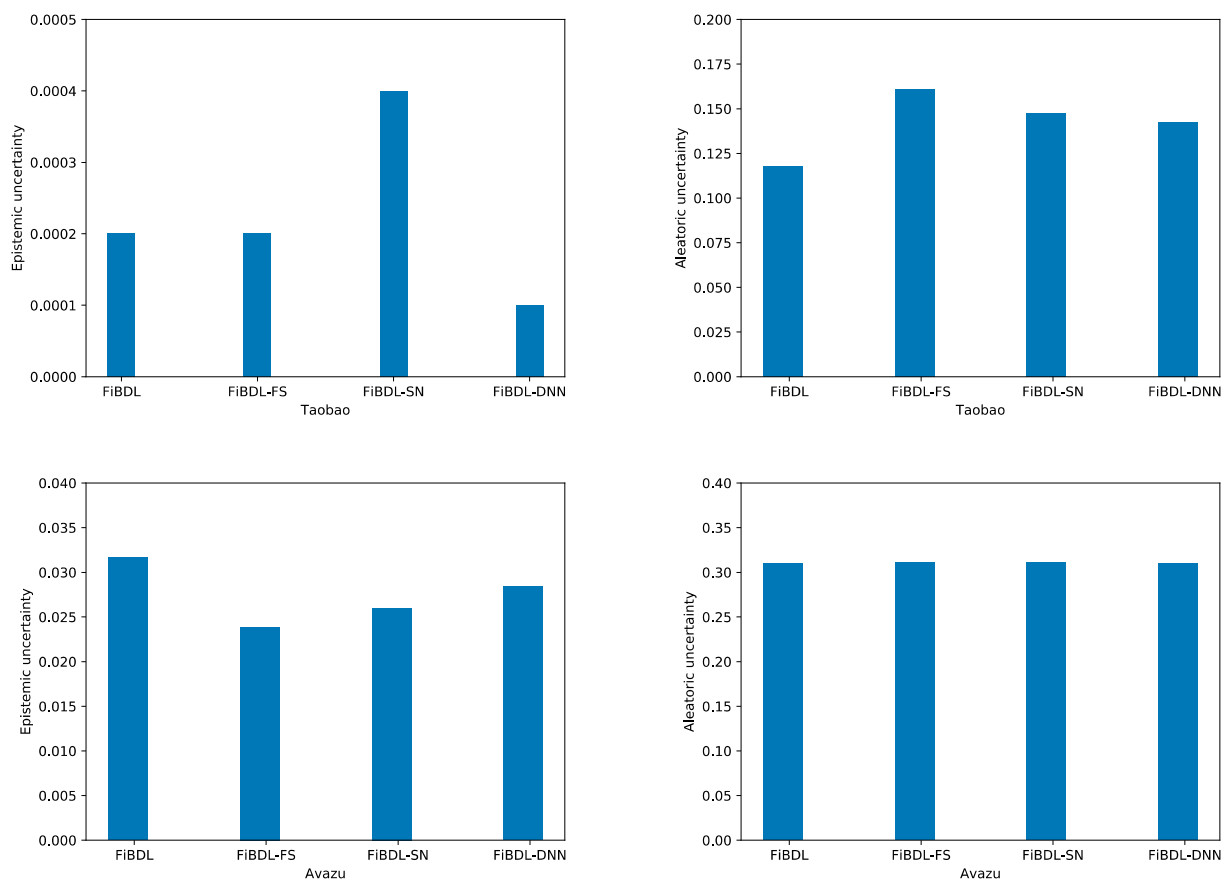 0.0005
0.0004
0.0003
0.0002
0.0001
0.0000
Epistemic uncertainty
FiBDL FiBDL-FS FiBDL-SN FiBDL-DNN
Taobao
0.200
0.175
0.150
0.125
0.100
0.075
0.050
0.025
0.000
Aleatoric uncertainty
FiBDL FiBDL-FS FiBDL-SN FiBDL-DNN
Taobao
0.040
0.035
0.030
0.025
0.020
0.015
0.010
0.005
0.000
Epistemic uncertainty
FiBDL FiBDL-FS FiBDL-SN FiBDL-DNN
Avazu
0.40
0.35
0.30
0.25
0.20
0.15
0.10
0.05
0.00
Aleatoric uncertainty
FiBDL FiBDL-FS FiBDL-SN FiBDL-DNN
Avazu